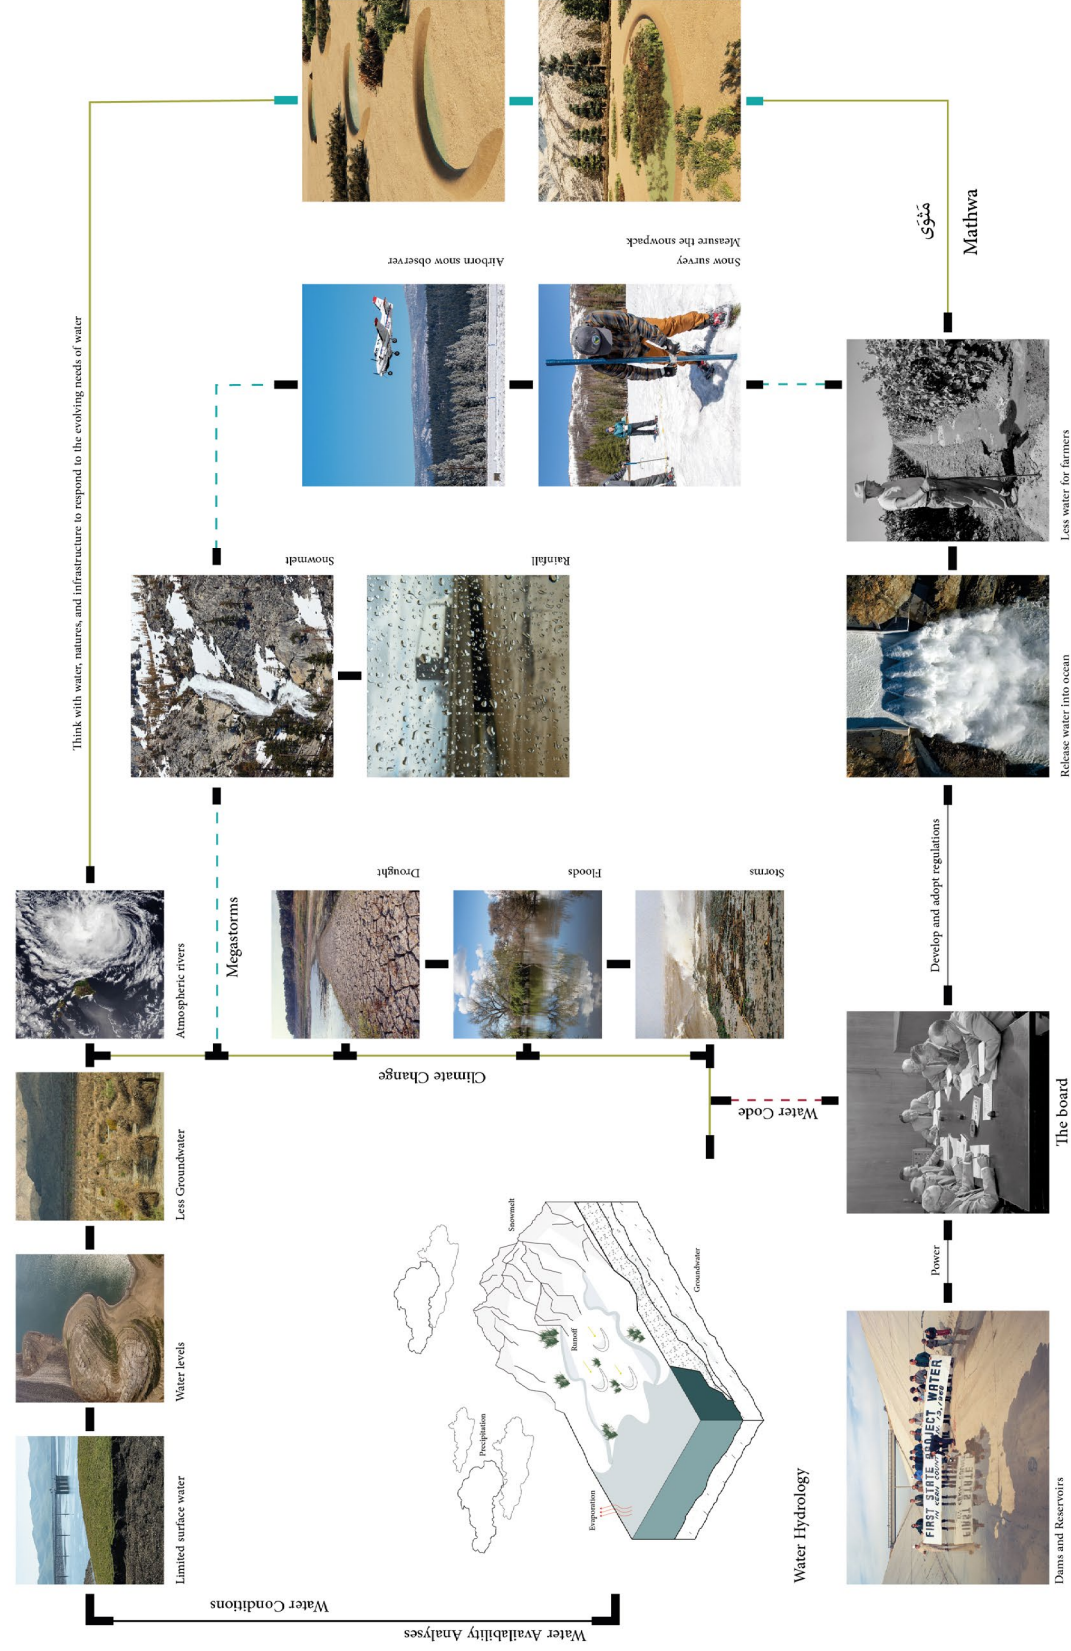 Think with water, natures, and infrastructure to respond to the evolving needs of water
Atmospheric rivers
Less Groundwater
Water levels
Limited surface water
Water Conditions
Water Availability Analyses
Megastorms
Climate Change
Snowmelt
Rainfall
Drought
Floods
Storms
Airborn snow observer
Snow survey
Measure the snowpack
مَثوَى
Mathwa
Less water for farmers
Release water into ocean
Develop and adopt regulations
Water Code
The board
Power
Dams and Reservoirs
FIRST STATE PROJECT WATER
Water Hydrology
Evaporation
Precipitation
Runoff
Snowmelt
Groundwater